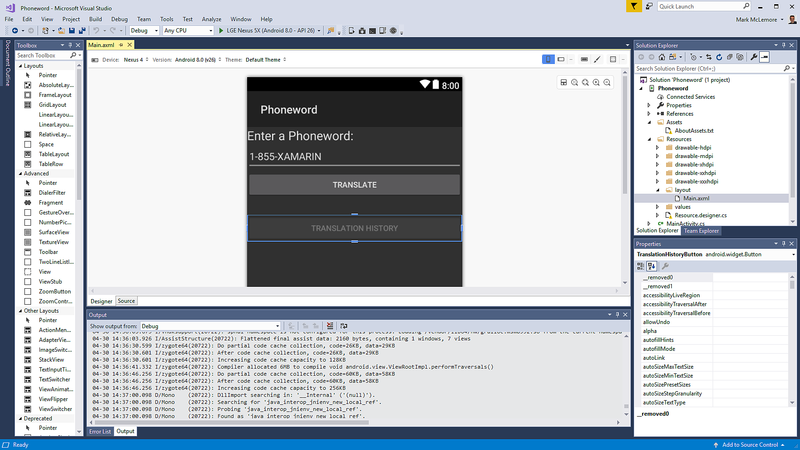 Phoneword - Microsoft Visual Studio
Quick Launch (Ctrl+Q)
File Edit View Project Build Debug Team Tools Test Analyze Window Help
Mark McLemore
Debug Any CPU LGE Nexus 5X (Android 8.0 - API 26)
Document Outline
Toolbox
Search Toolbox
Layouts
Pointer
AbsoluteLay...
FrameLayout
GridLayout
LinearLayou...
LinearLayou...
RelativeLay...
Space
TableLayout
TableRow
Advanced
Pointer
DialerFilter
Fragment
GestureOver...
NumberPic...
SurfaceView
TextureView
Toolbar
TwoLineListI...
View
ViewStub
ZoomButton
ZoomContr...
Other Layouts
Pointer
ActionMen...
AdapterVie...
ImageSwitc...
StackView
TextInputTi...
TextSwitcher
ViewAnimat...
ViewFlipper
ViewSwitcher
Deprecated
Pointer
AbsoluteLay...
Main.axml
Device: Nexus 4 Version: Android 8.0 (v26) Theme: Default Theme
8:00
Phoneword
Enter a Phoneword:
1-855-XAMARIN
TRANSLATE
TRANSLATION HISTORY
Designer Source
Output
Show output from: Debug
04-30 14:36:03.926 I/AssistStructure(20722): Flattened final assist data: 2160 bytes, containing 1 windows, 7 views
04-30 14:36:30.599 I/zygote64(20722): Do partial code cache collection, code=26KB, data=29KB
04-30 14:36:30.601 I/zygote64(20722): After code cache collection, code=26KB, data=29KB
04-30 14:36:30.601 I/zygote64(20722): Increasing code cache capacity to 128KB
04-30 14:36:41.332 I/zygote64(20722): Compiler allocated 6MB to compile void android.view.ViewRootImpl.performTraversals()
04-30 14:36:46.256 I/zygote64(20722): Do partial code cache collection, code=60KB, data=58KB
04-30 14:36:46.256 I/zygote64(20722): After code cache collection, code=60KB, data=58KB
04-30 14:36:46.256 I/zygote64(20722): Increasing code cache capacity to 256KB
04-30 14:37:00.098 D/Mono (20722): DllImport searching in: '__Internal' ('(null)').
04-30 14:37:00.098 D/Mono (20722): Searching for 'java_interop_jnienv_new_local_ref'.
04-30 14:37:00.098 D/Mono (20722): Probing 'java_interop_jnienv_new_local_ref'.
04-30 14:37:00.098 D/Mono (20722): Found as 'java_interop_jnienv_new_local_ref'.
Error List Output
Solution Explorer
Search Solution Explorer (Ctrl+;)
Solution 'Phoneword' (1 project)
Phoneword
Connected Services
Properties
References
Assets
AboutAssets.txt
Resources
drawable-hdpi
drawable-mdpi
drawable-xhdpi
drawable-xxhdpi
drawable-xxxhdpi
layout
Main.axml
values
Resource.designer.cs
MainActivity.cs
Solution Explorer Team Explorer
Properties
TranslationHistoryButton android.widget.Button
__removed0
__removed1
accessibilityLiveRegion
accessibilityTraversalAfter
accessibilityTraversalBefore
allowUndo
alpha
autofillHints
autofillMode
autoLink
autoSizeMaxTextSize
autoSizeMinTextSize
autoSizePresetSizes
autoSizeStepGranularity
autoSizeTextType
__removed0
Ready
Add to Source Control